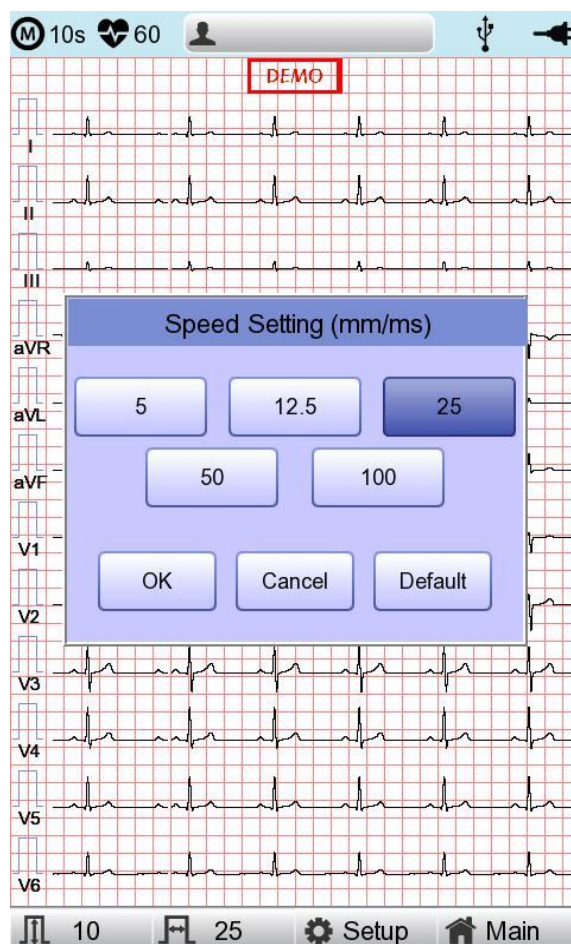 M 10s 60
DEMO
I
II
III
Speed Setting (mm/ms)
aVR
5 12.5 25
aVL
50 100
aVF
V1
OK Cancel Default
V2
V3
V4
V5
V6
10 25 Setup Main